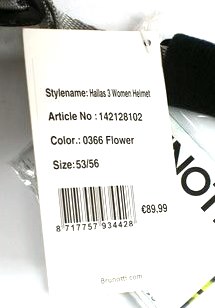 Stylename: Hallas 3 Women Helmet
Article No : 142128102
Color.: 0366 Flower
Size: 53/56
€89.99
8 717757 934428
Brunotti.com